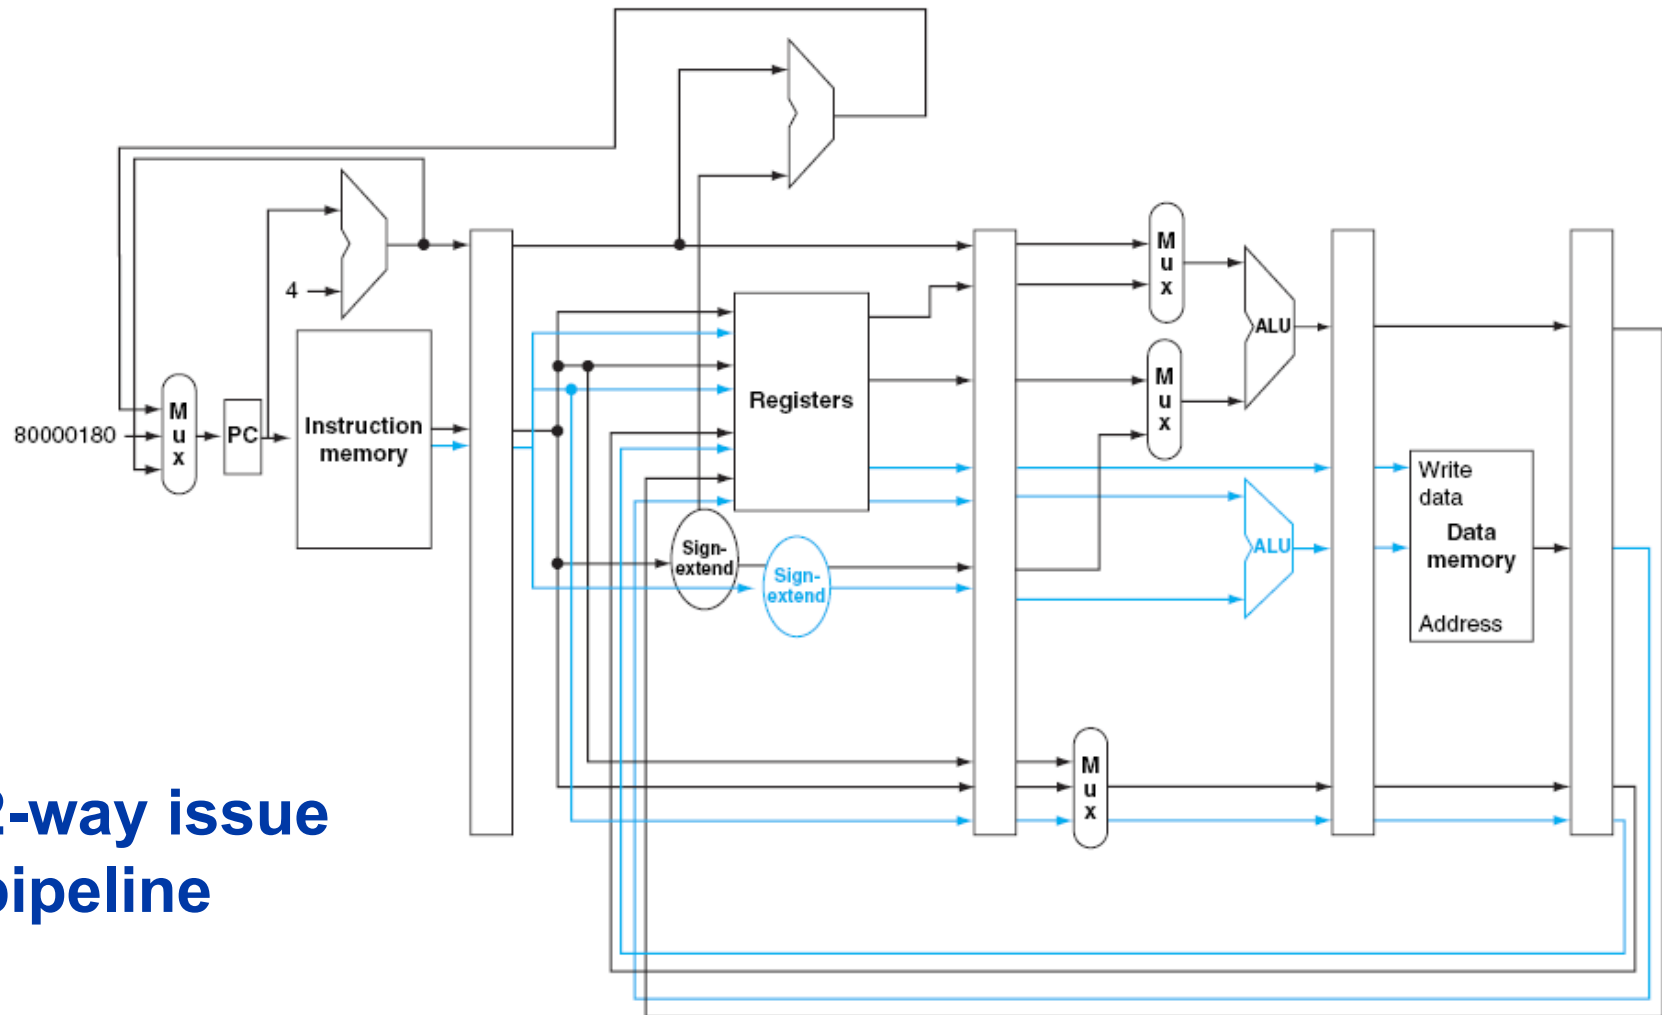 M
u
x
M
u
x
4
ALU
Registers
M
u
x
80000180
PC
Instruction
memory
Write
data
Data
memory
Address
ALU
Sign-
extend
Sign-
extend
M
u
x
2-way issue
pipeline